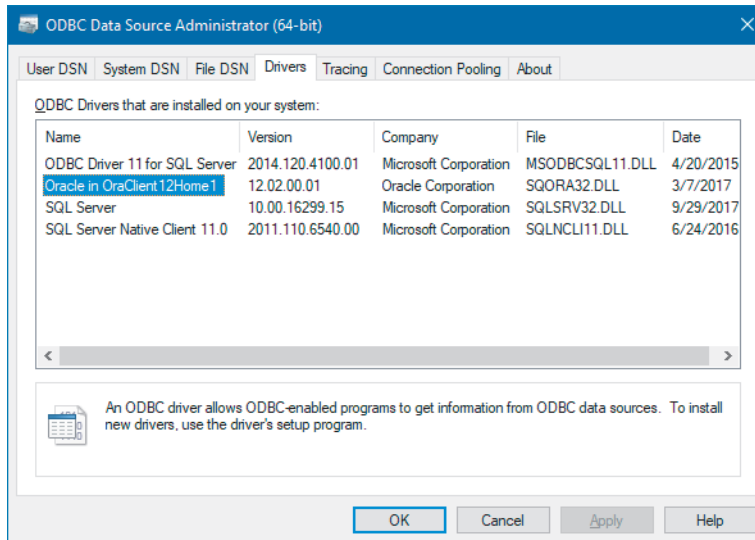 ODBC Data Source Administrator (64-bit)
User DSN System DSN File DSN Drivers Tracing Connection Pooling About
ODBC Drivers that are installed on your system:
Name Version Company File Date
ODBC Driver 11 for SQL Server 2014.120.4100.01 Microsoft Corporation MSODBCSQL11.DLL 4/20/2015
Oracle in OraClient12Home1 12.02.00.01 Oracle Corporation SQORA32.DLL 3/7/2017
SQL Server 10.00.16299.15 Microsoft Corporation SQLSRV32.DLL 9/29/2017
SQL Server Native Client 11.0 2011.110.6540.00 Microsoft Corporation SQLNCLI11.DLL 6/24/2016
An ODBC driver allows ODBC-enabled programs to get information from ODBC data sources. To install
new drivers, use the driver's setup program.
OK Cancel Apply Help